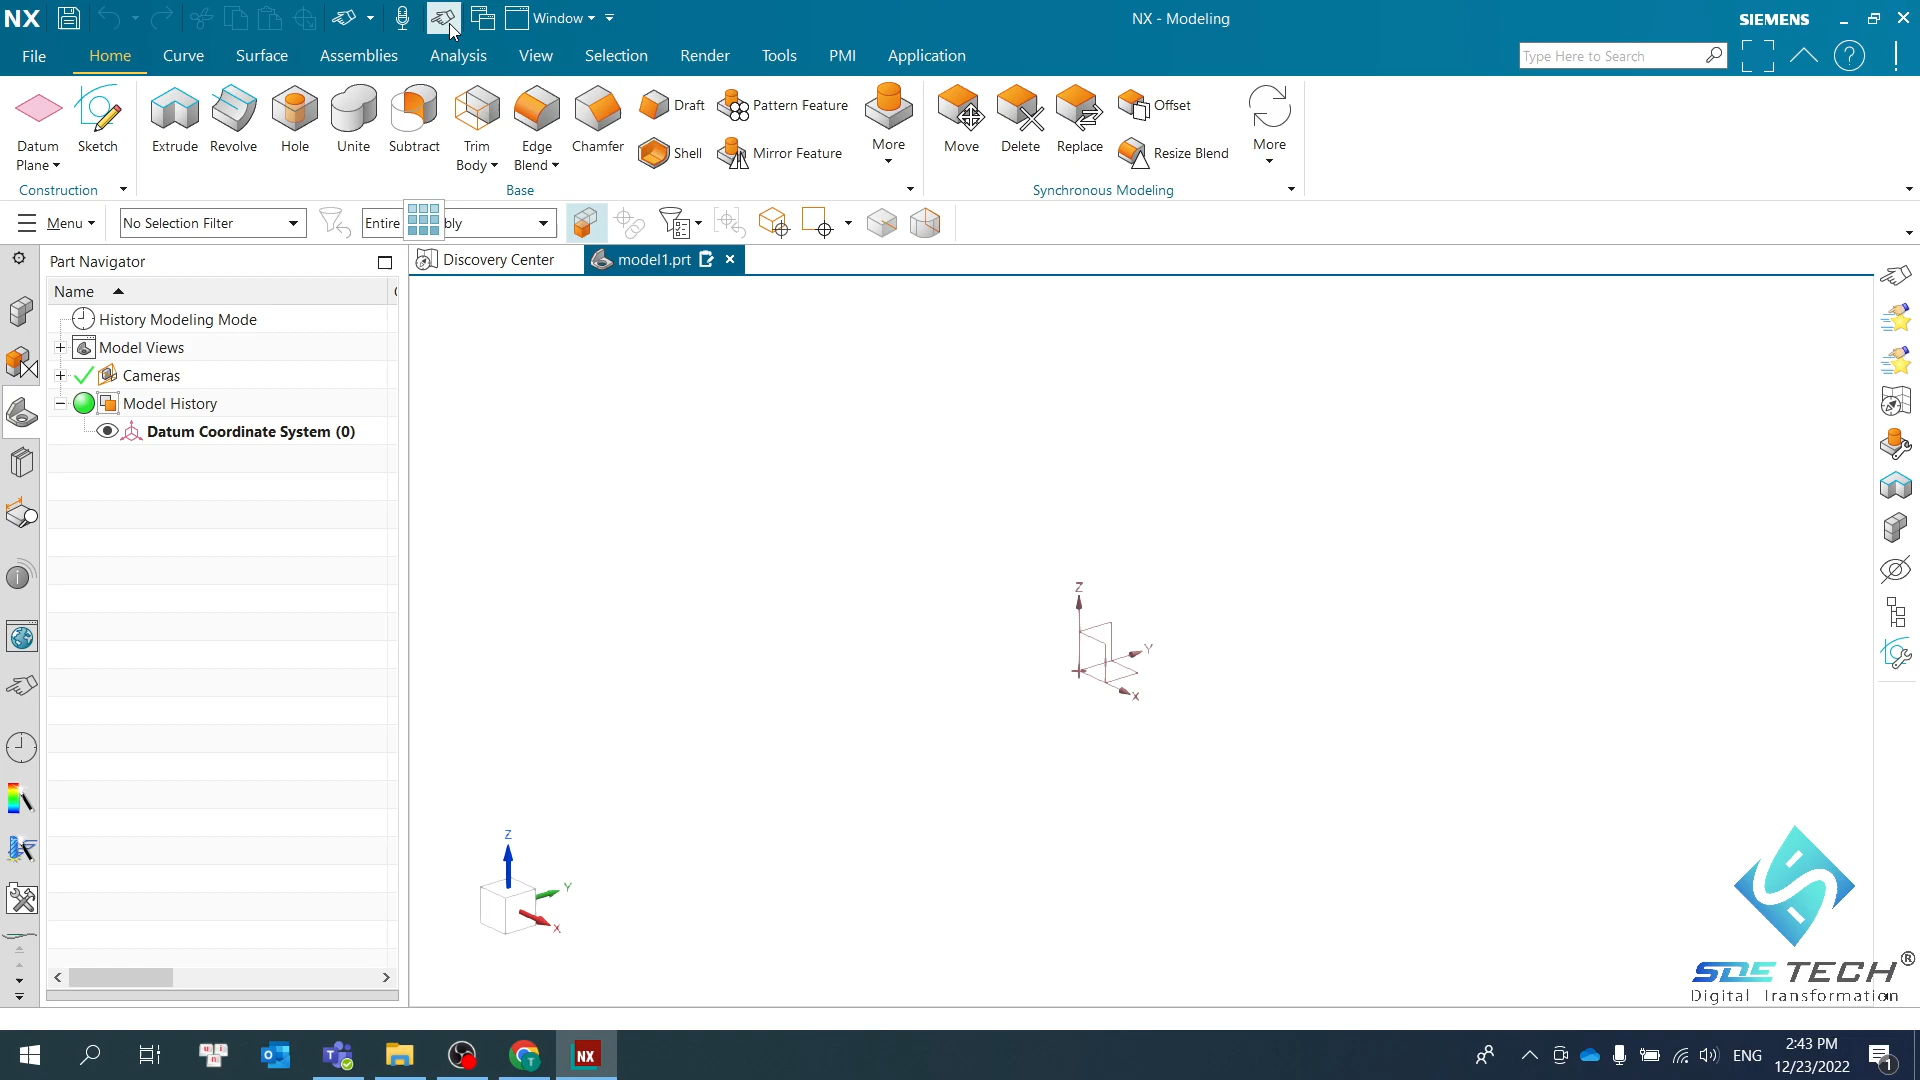 NX Window NX - Modeling SIEMENS
File Home Curve Surface Assemblies Analysis View Selection Render Tools PMI Application Type Here to Search
Datum Plane Sketch Extrude Revolve Hole Unite Subtract Trim Body Edge Blend Chamfer Draft Shell Pattern Feature Mirror Feature More Move Delete Replace Offset Resize Blend More
Construction Base Synchronous Modeling
Menu No Selection Filter Entire bly
Part Navigator Discovery Center model1.prt
Name
History Modeling Mode
Model Views
Cameras
Model History
Datum Coordinate System (0)
Z
Y
X
Z
Y
X
SDE TECH®
Digital Transformation
NX ENG 2:43 PM
12/23/2022 1